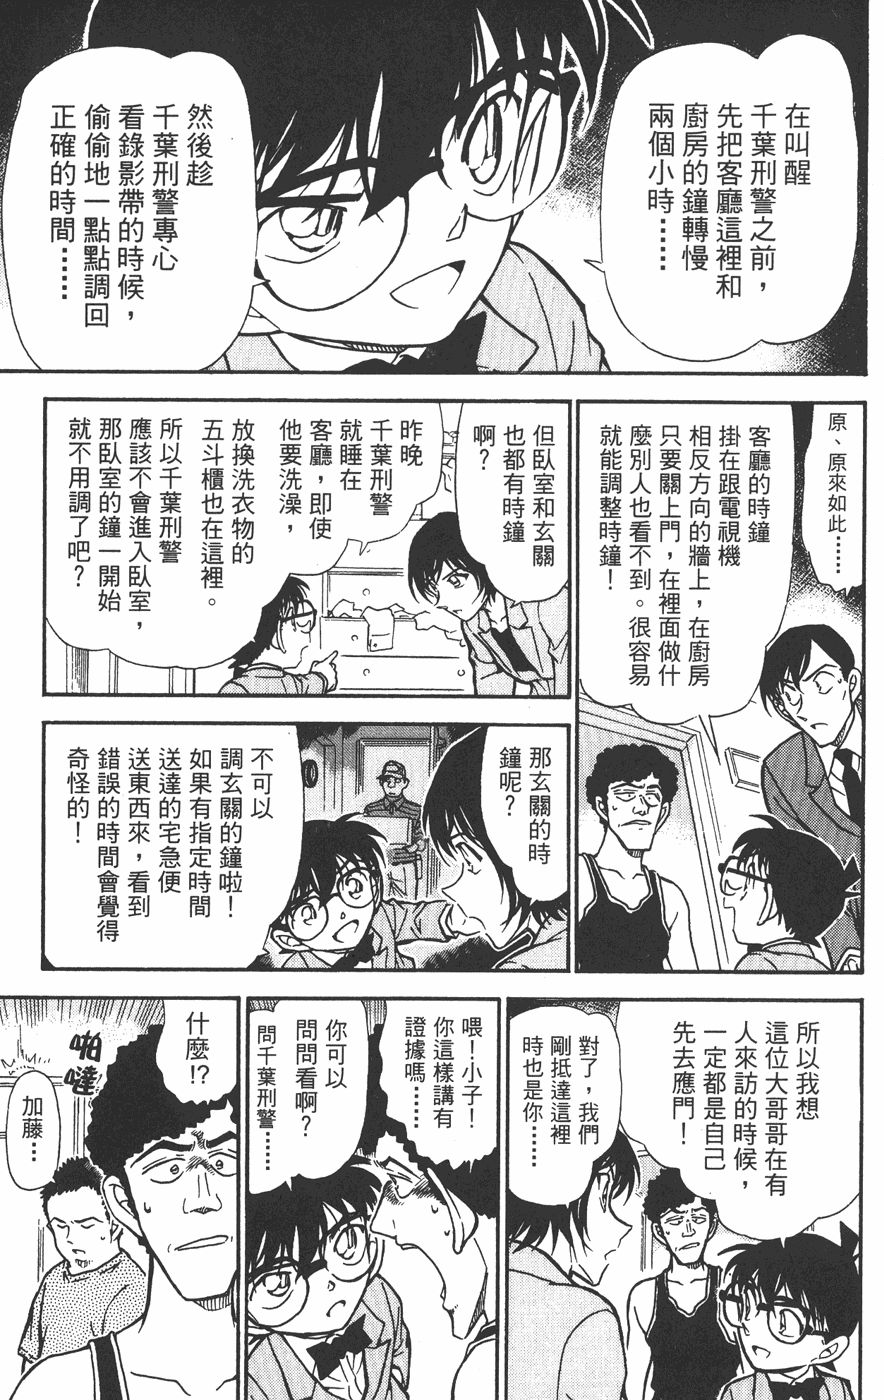 在叫醒
千葉刑警之前，
先把客廳這裡和
廚房的鐘轉慢
兩個小時……
然後趁
千葉刑警專心
看錄影帶的時候，
偷偷地一點點調回
正確的時間……
原、原來如此……
客廳的時鐘
掛在跟電視機
相反方向的牆上，在廚房
只要關上門，在裡面做什
麼別人也看不到。很容易
就能調整時鐘！
但臥室和玄關
也都有時鐘
啊？
昨晚
千葉刑警
就睡在
客廳，即使
他要洗澡，
放換洗衣物的
五斗櫃也在這裡。
所以千葉刑警
應該不會進入臥室，
那臥室的鐘一開始
就不用調了吧？
那玄關的時
鐘呢？
不可以
調玄關的鐘啦！
如果有指定時間
送達的宅急便
送東西來，看到
錯誤的時間會覺得
奇怪的！
所以我想
這位大哥哥在有
人來訪的時候，
一定都是自己
先去應門！
對了，我們
剛抵達這裡
時也是你……
喂！小子！
你這樣講有
證據嗎……
你可以
問問看啊？
問千葉刑警……
什麼！？
啪噠
加藤…